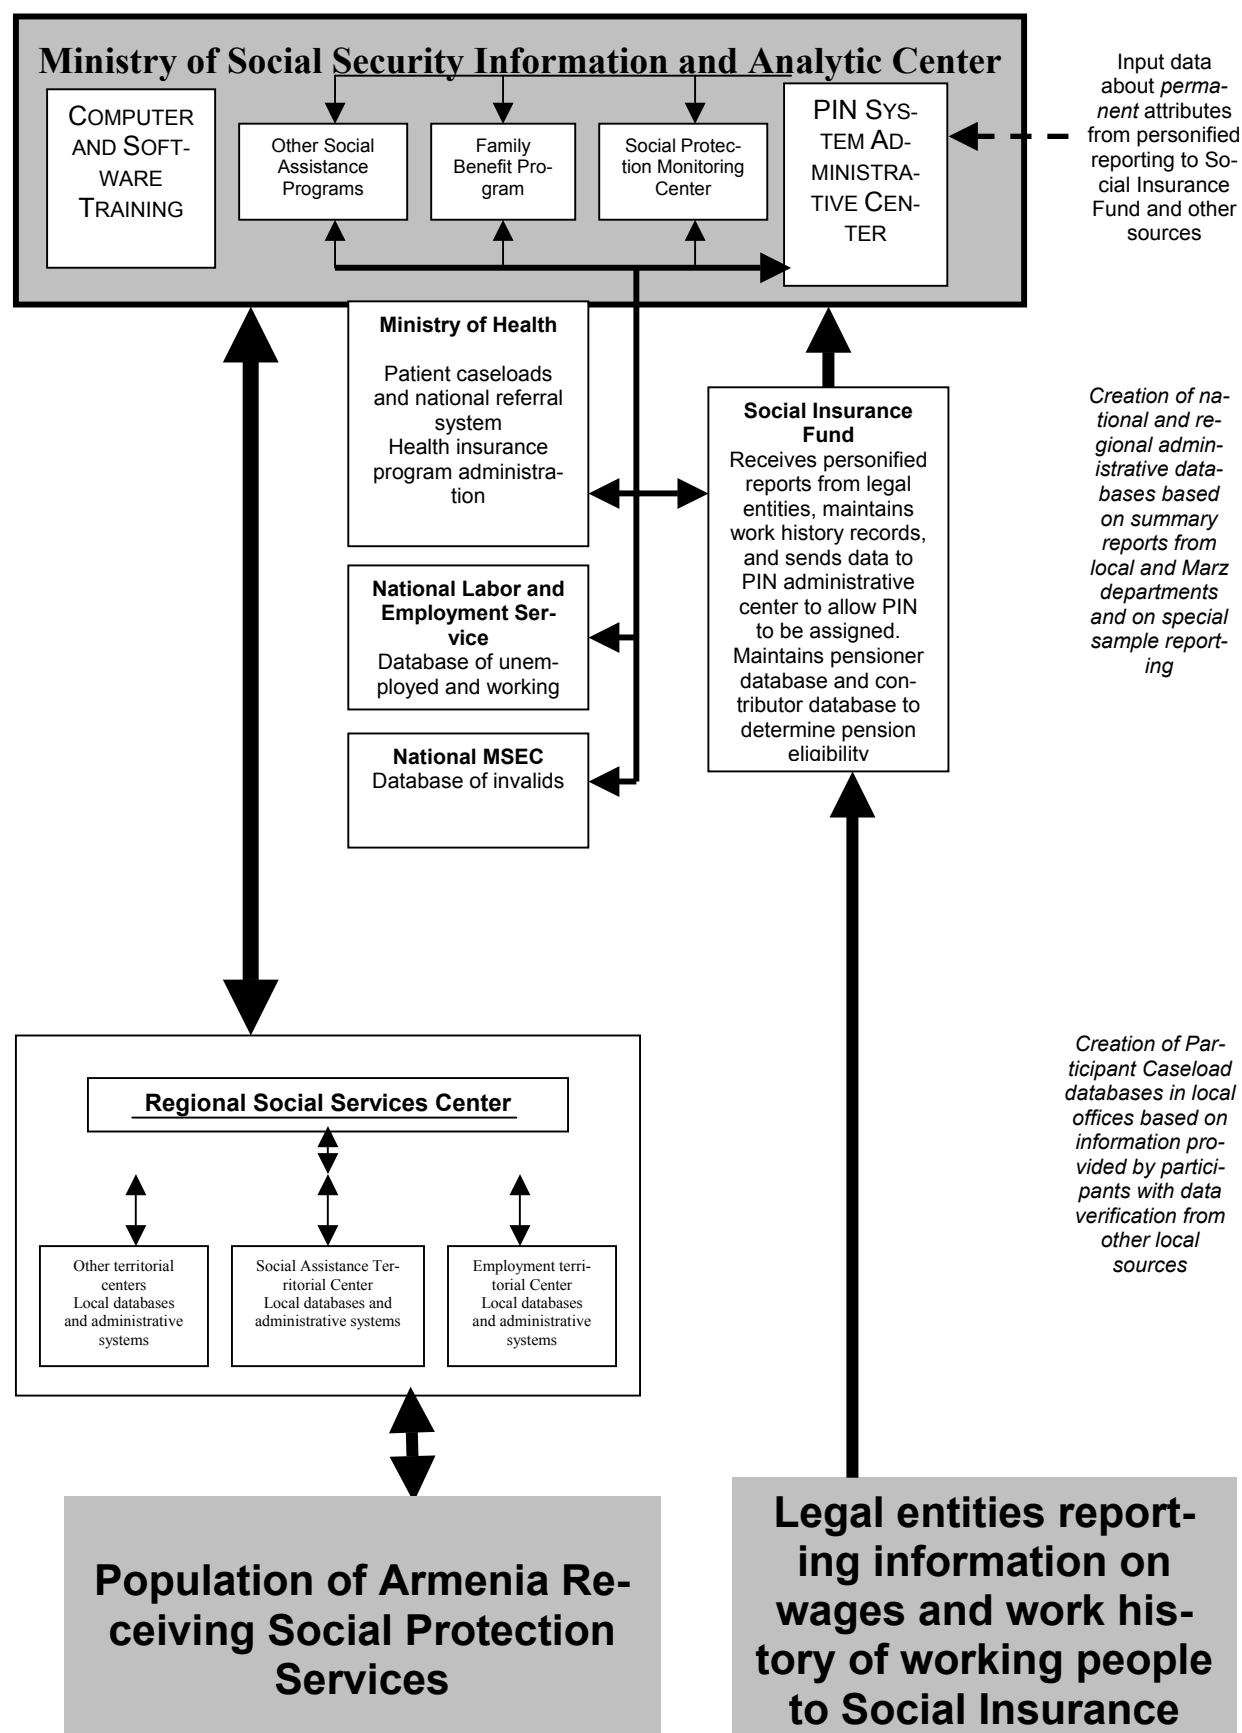 Ministry of Social Security Information and Analytic Center
COMPUTER
AND SOFT-
WARE
TRAINING
Other Social
Assistance
Programs
Family
Benefit Pro-
gram
Social Protec-
tion Monitoring
Center
PIN SYS-
TEM AD-
MINISTRA-
TIVE CEN-
TER
Input data
about perma-
nent attributes
from personified
reporting to So-
cial Insurance
Fund and other
sources
Ministry of Health
Patient caseloads
and national referral
system
Health insurance
program administra-
tion
National Labor and
Employment Ser-
vice
Database of unem-
ployed and working
National MSEC
Database of invalids
Social Insurance
Fund
Receives personified
reports from legal
entities, maintains
work history records,
and sends data to
PIN administrative
center to allow PIN
to be assigned.
Maintains pensioner
database and con-
tributor database to
determine pension
eligibility
Creation of na-
tional and re-
gional admin-
istrative data-
bases based
on summary
reports from
local and Marz
departments
and on special
sample report-
ing
Regional Social Services Center
Other territorial
centers
Local databases
and administrative
systems
Social Assistance Ter-
ritorial Center
Local databases and
administrative systems
Employment terri-
torial Center
Local databases
and administrative
systems
Creation of Par-
ticipant Caseload
databases in local
offices based on
information pro-
vided by partici-
pants with data
verification from
other local
sources
Population of Armenia Re-
ceiving Social Protection
Services
Legal entities report-
ing information on
wages and work his-
tory of working people
to Social Insurance